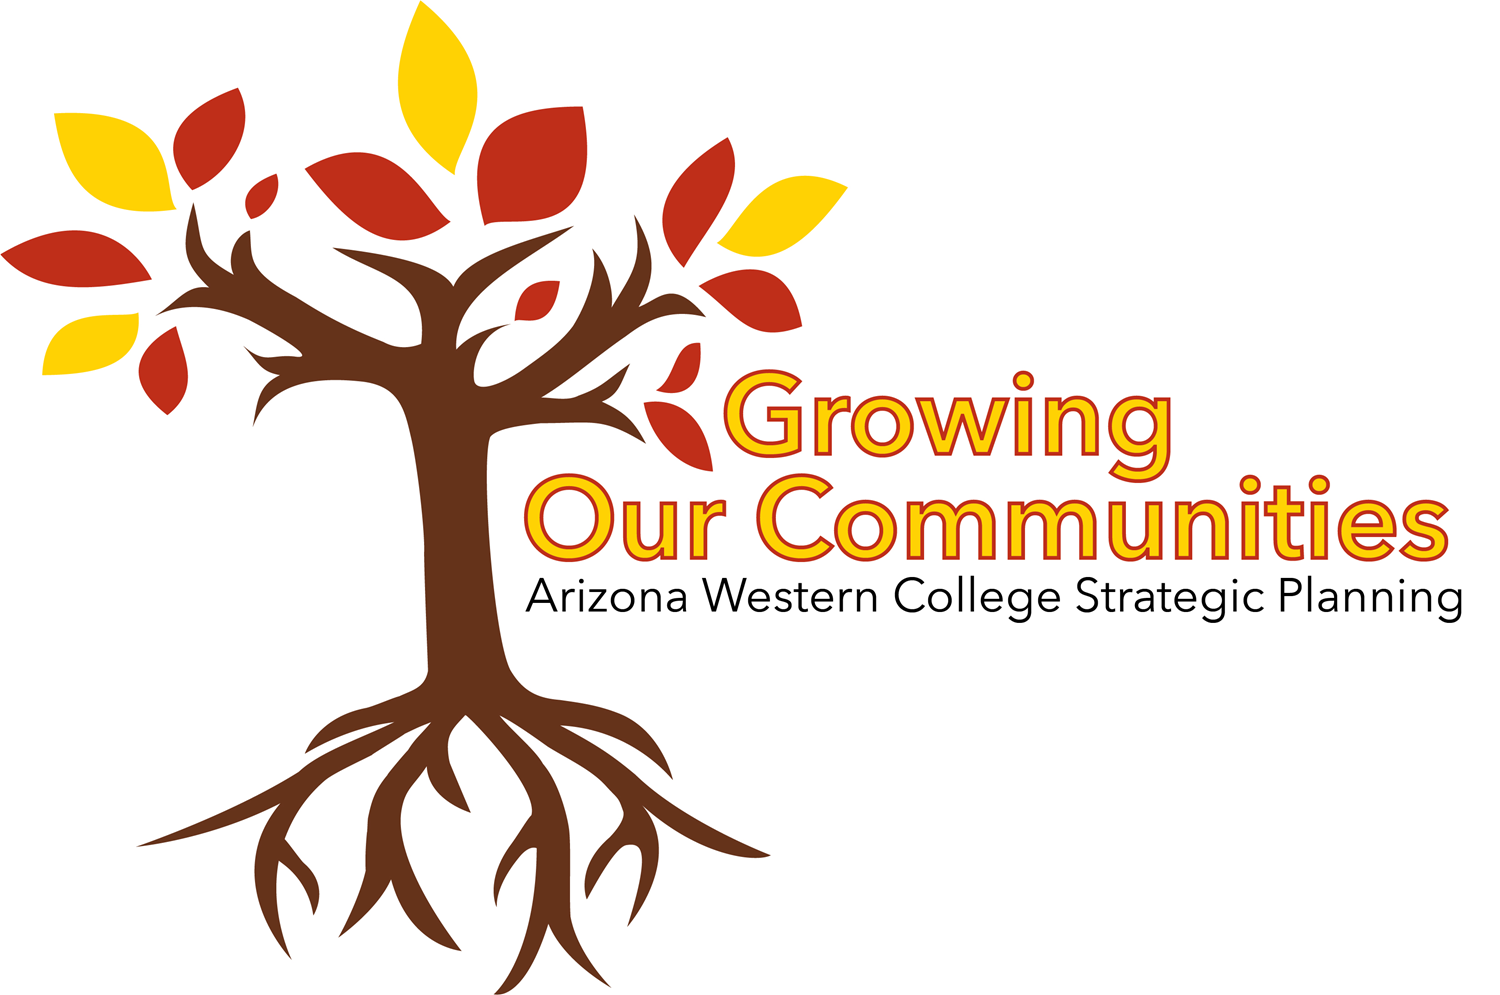 Growing
Our Communities
Arizona Western College Strategic Planning